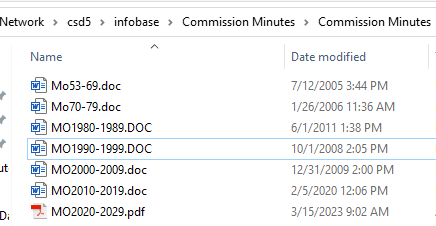 Network > csd5 > infobase > Commission Minutes > Commission Minutes
Name Date modified
Mo53-69.doc 7/12/2005 3:44 PM
Mo70-79.doc 1/26/2006 11:36 AM
MO1980-1989.DOC 6/1/2011 1:38 PM
MO1990-1999.DOC 10/1/2008 2:05 PM
MO2000-2009.doc 12/31/2009 2:00 PM
MO2010-2019.doc 2/5/2020 12:06 PM
MO2020-2029.pdf 3/15/2023 9:02 AM